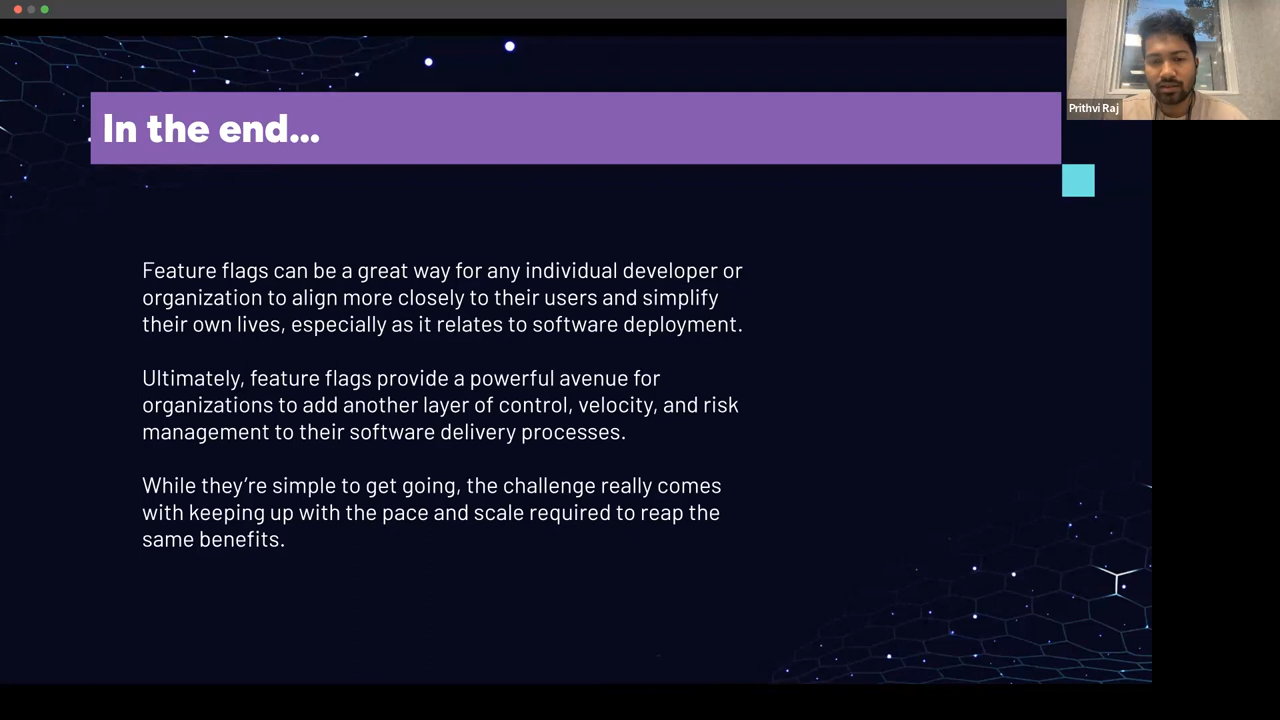 In the end...
Prithvi Raj
Feature flags can be a great way for any individual developer or
organization to align more closely to their users and simplify
their own lives, especially as it relates to software deployment.
Ultimately, feature flags provide a powerful avenue for
organizations to add another layer of control, velocity, and risk
management to their software delivery processes.
While they’re simple to get going, the challenge really comes
with keeping up with the pace and scale required to reap the
same benefits.